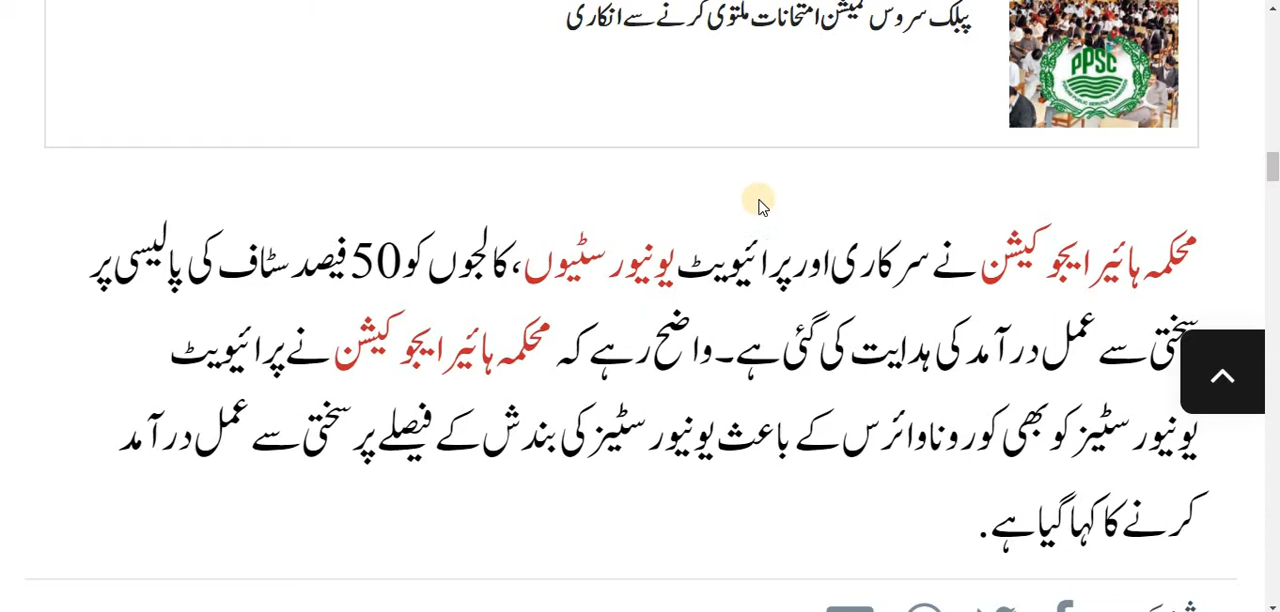 پبلک سروس کمیشن امتحانات ملتوی کرنے سے انکاری
PPSC
محکمہ ہائیر ایجوکیشن نے سرکاری اور پرائیویٹ یونیورسٹیوں، کالجوں کو 50 فیصد سٹاف کی پالیسی پر
سختی سے عمل درآمد کی ہدایت کی گئی ہے۔ واضح رہے کہ محکمہ ہائیر ایجوکیشن نے پرائیویٹ
یونیورسٹیز کو بھی کورونا وائرس کے باعث یونیورسٹیز کی بندش کے فیصلے پر سختی سے عمل درآمد
کرنے کا کہا گیا ہے.